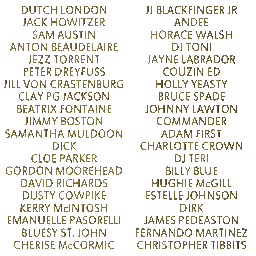 DUTCH LONDON
JACK HOWITZER
SAM AUSTIN
ANTON BEAUDELAIRE
JEZZ TORRENT
PETER DREYFUSS
JILL VON CRASTENBURG
CLAY PG JACKSON
BEATRIX FONTAINE
JIMMY BOSTON
SAMANTHA MULDOON
DICK
CLOE PARKER
GORDON MOOREHEAD
DAVID RICHARDS
DUSTY COWPIKE
KERRY McINTOSH
EMANUELLE PASORELLI
BLUESY ST. JOHN
CHERISE McCORMIC
JJ BLACKFINGER JR
ANDEE
HORACE WALSH
DJ TONI
JAYNE LABRADOR
COUZIN ED
HOLLY YEASTY
BRUCE SPADE
JOHNNY LAWTON
COMMANDER
ADAM FIRST
CHARLOTTE CROWN
DJ TERI
BILLY BLUE
HUGHIE McGILL
ESTELLE JOHNSON
DIRK
JAMES PEDEASTON
FERNANDO MARTINEZ
CHRISTOPHER TIBBITS